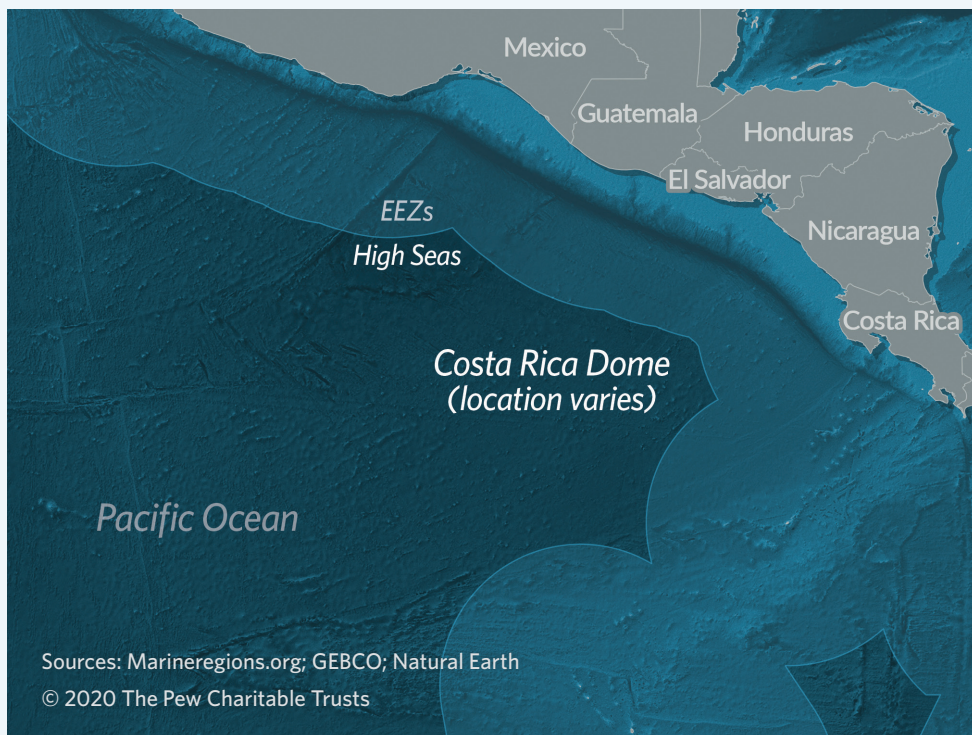 Mexico
Guatemala
Honduras
El Salvador
Nicaragua
Costa Rica
EEZs
High Seas
Costa Rica Dome
(location varies)
Pacific Ocean
Sources: Marineregions.org; GEBCO; Natural Earth
© 2020 The Pew Charitable Trusts